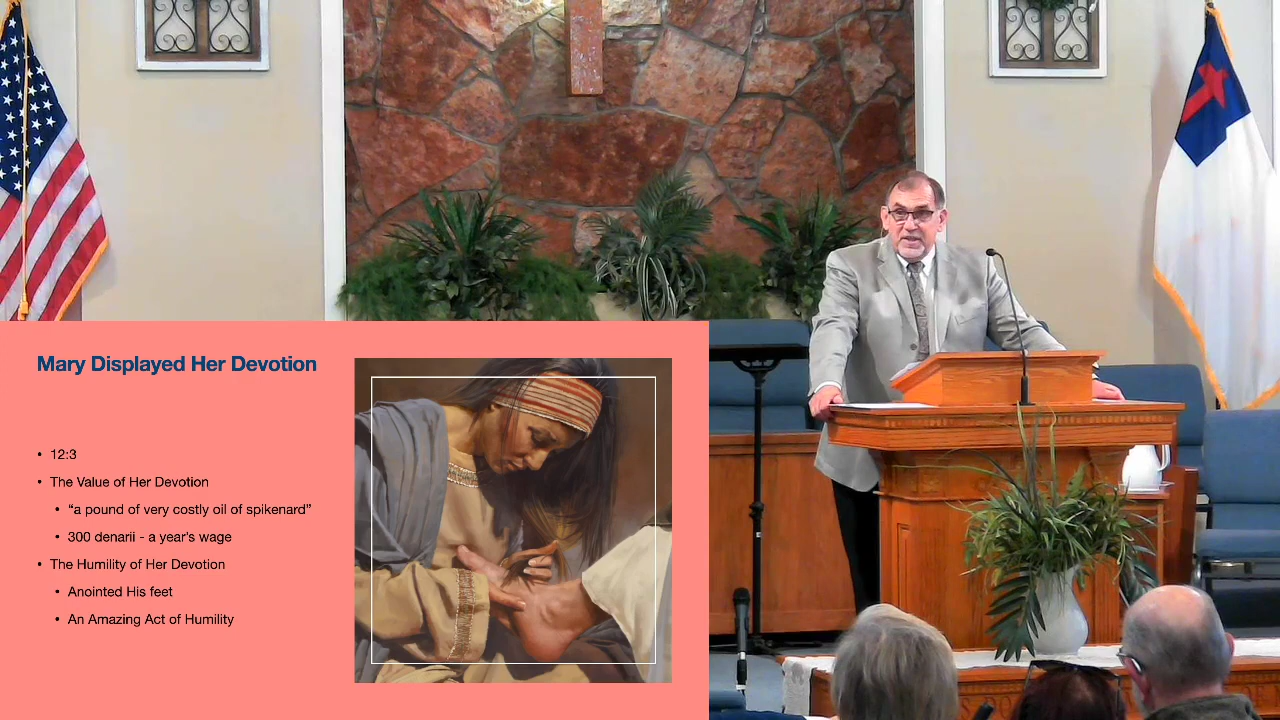 Mary Displayed Her Devotion
• 12:3
• The Value of Her Devotion
• “a pound of very costly oil of spikenard”
• 300 denarii - a year's wage
• The Humility of Her Devotion
• Anointed His feet
• An Amazing Act of Humility